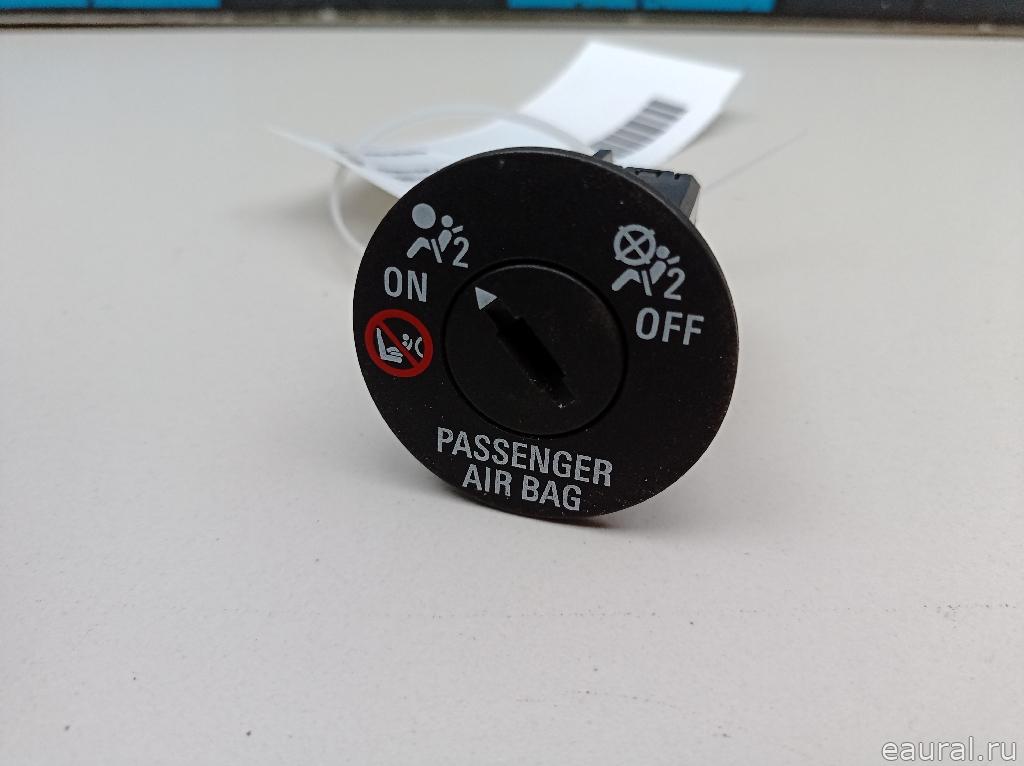 2
2
ON
OFF
PASSENGER
AIR BAG
eaural.ru